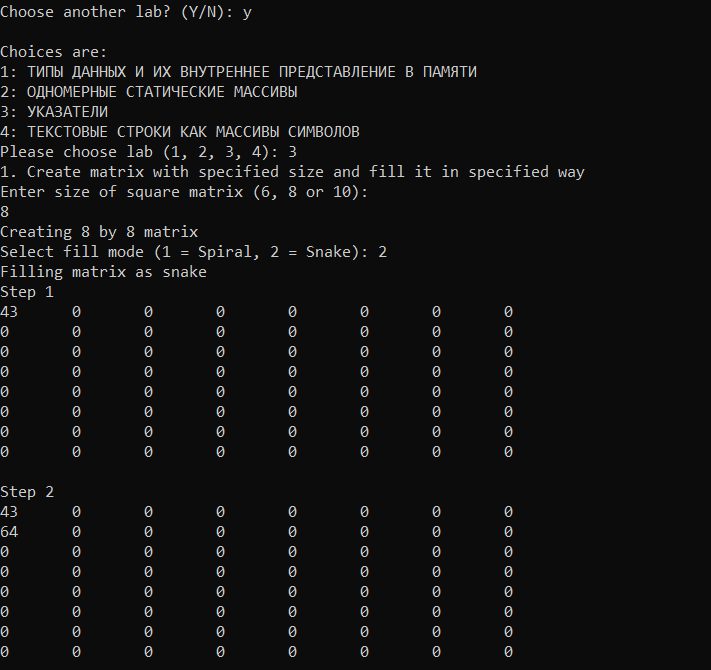 Choose another lab? (Y/N): y
Choices are:
1: ТИПЫ ДАННЫХ И ИХ ВНУТРЕННЕЕ ПРЕДСТАВЛЕНИЕ В ПАМЯТИ
2: ОДНОМЕРНЫЕ СТАТИЧЕСКИЕ МАССИВЫ
3: УКАЗАТЕЛИ
4: ТЕКСТОВЫЕ СТРОКИ КАК МАССИВЫ СИМВОЛОВ
Please choose lab (1, 2, 3, 4): 3
1. Create matrix with specified size and fill it in specified way
Enter size of square matrix (6, 8 or 10):
8
Creating 8 by 8 matrix
Select fill mode (1 = Spiral, 2 = Snake): 2
Filling matrix as snake
Step 1
43 0 0 0 0 0 0 0
0 0 0 0 0 0 0 0
0 0 0 0 0 0 0 0
0 0 0 0 0 0 0 0
0 0 0 0 0 0 0 0
0 0 0 0 0 0 0 0
0 0 0 0 0 0 0 0
0 0 0 0 0 0 0 0
Step 2
43 0 0 0 0 0 0 0
64 0 0 0 0 0 0 0
0 0 0 0 0 0 0 0
0 0 0 0 0 0 0 0
0 0 0 0 0 0 0 0
0 0 0 0 0 0 0 0
0 0 0 0 0 0 0 0
0 0 0 0 0 0 0 0